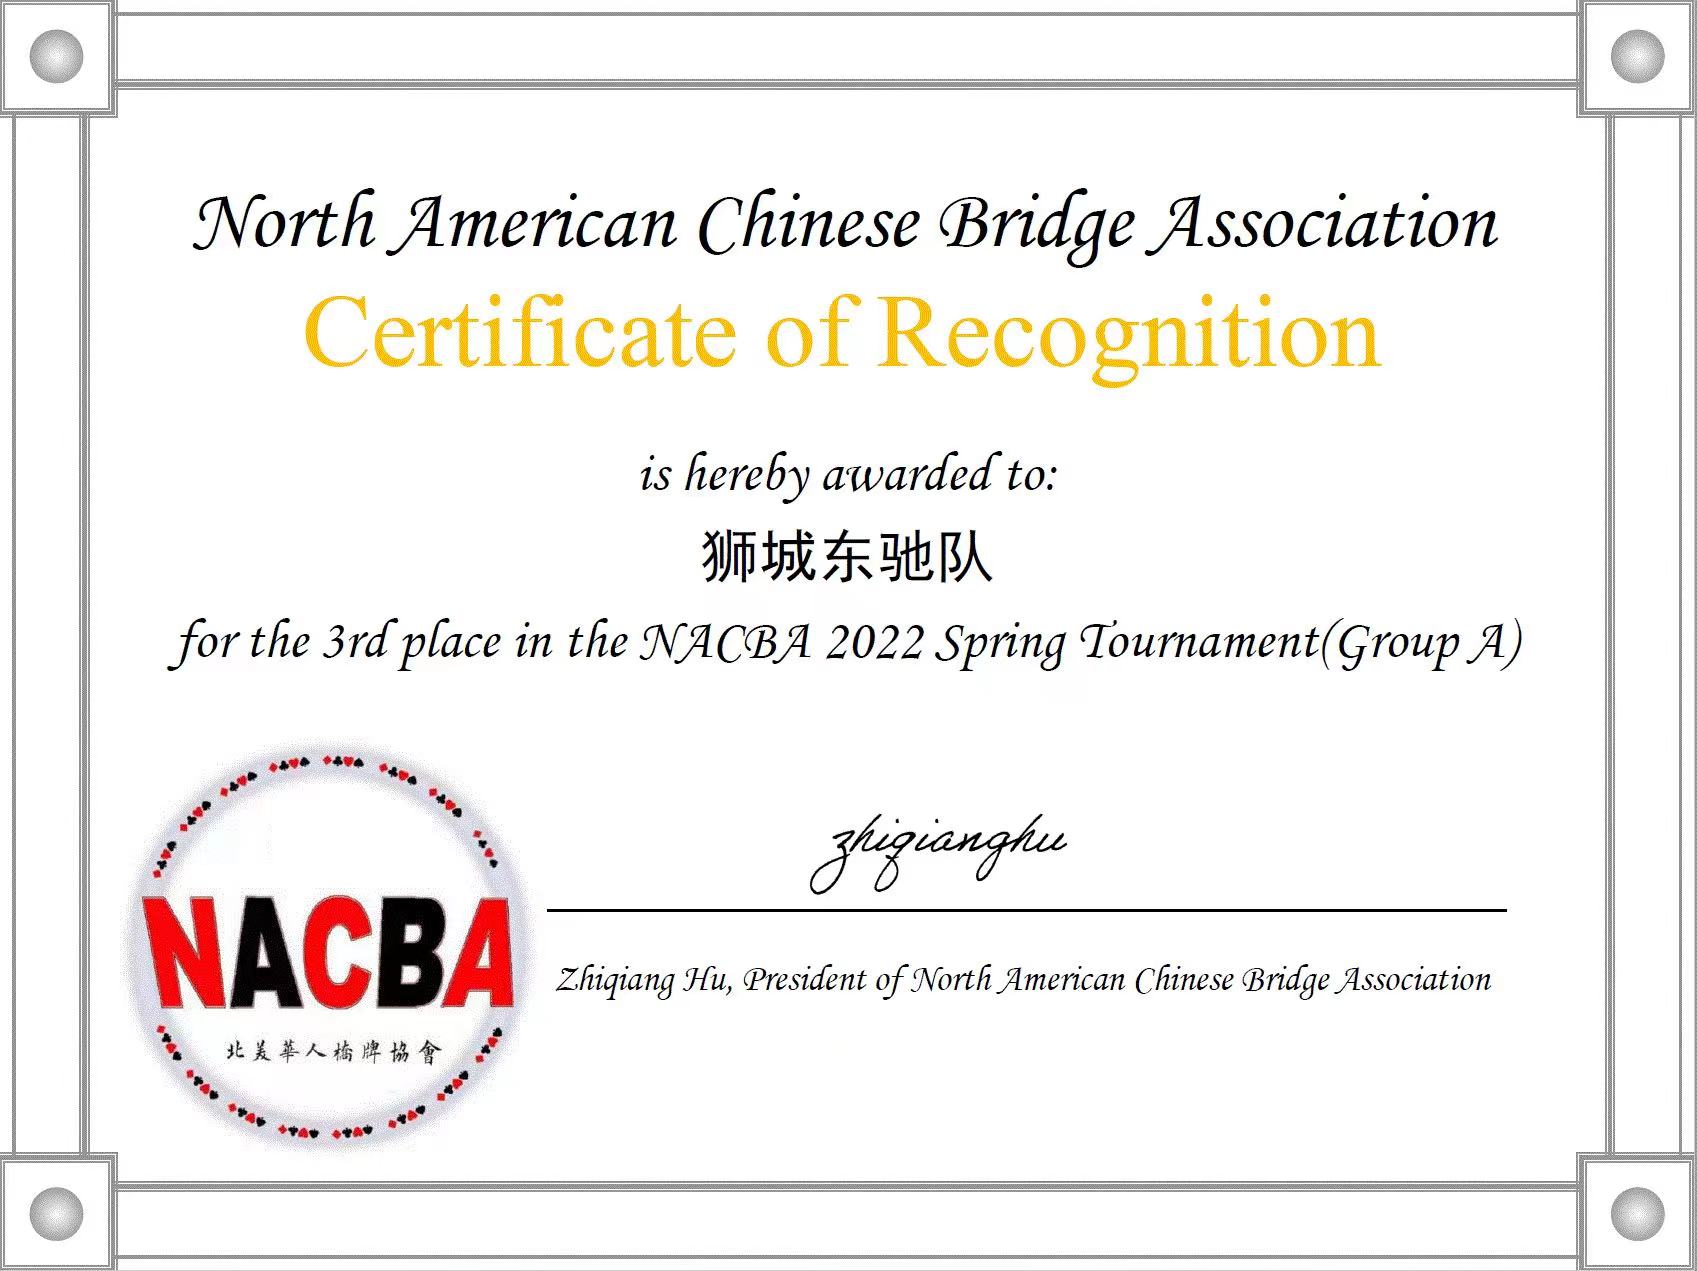 North American Chinese Bridge Association
Certificate of Recognition
is hereby awarded to:
狮城东驰队
for the 3rd place in the NACBA 2022 Spring Tournament(Group A)
zhiqianghu
Zhiqiang Hu, President of North American Chinese Bridge Association
NACBA
北美華人橋牌協會